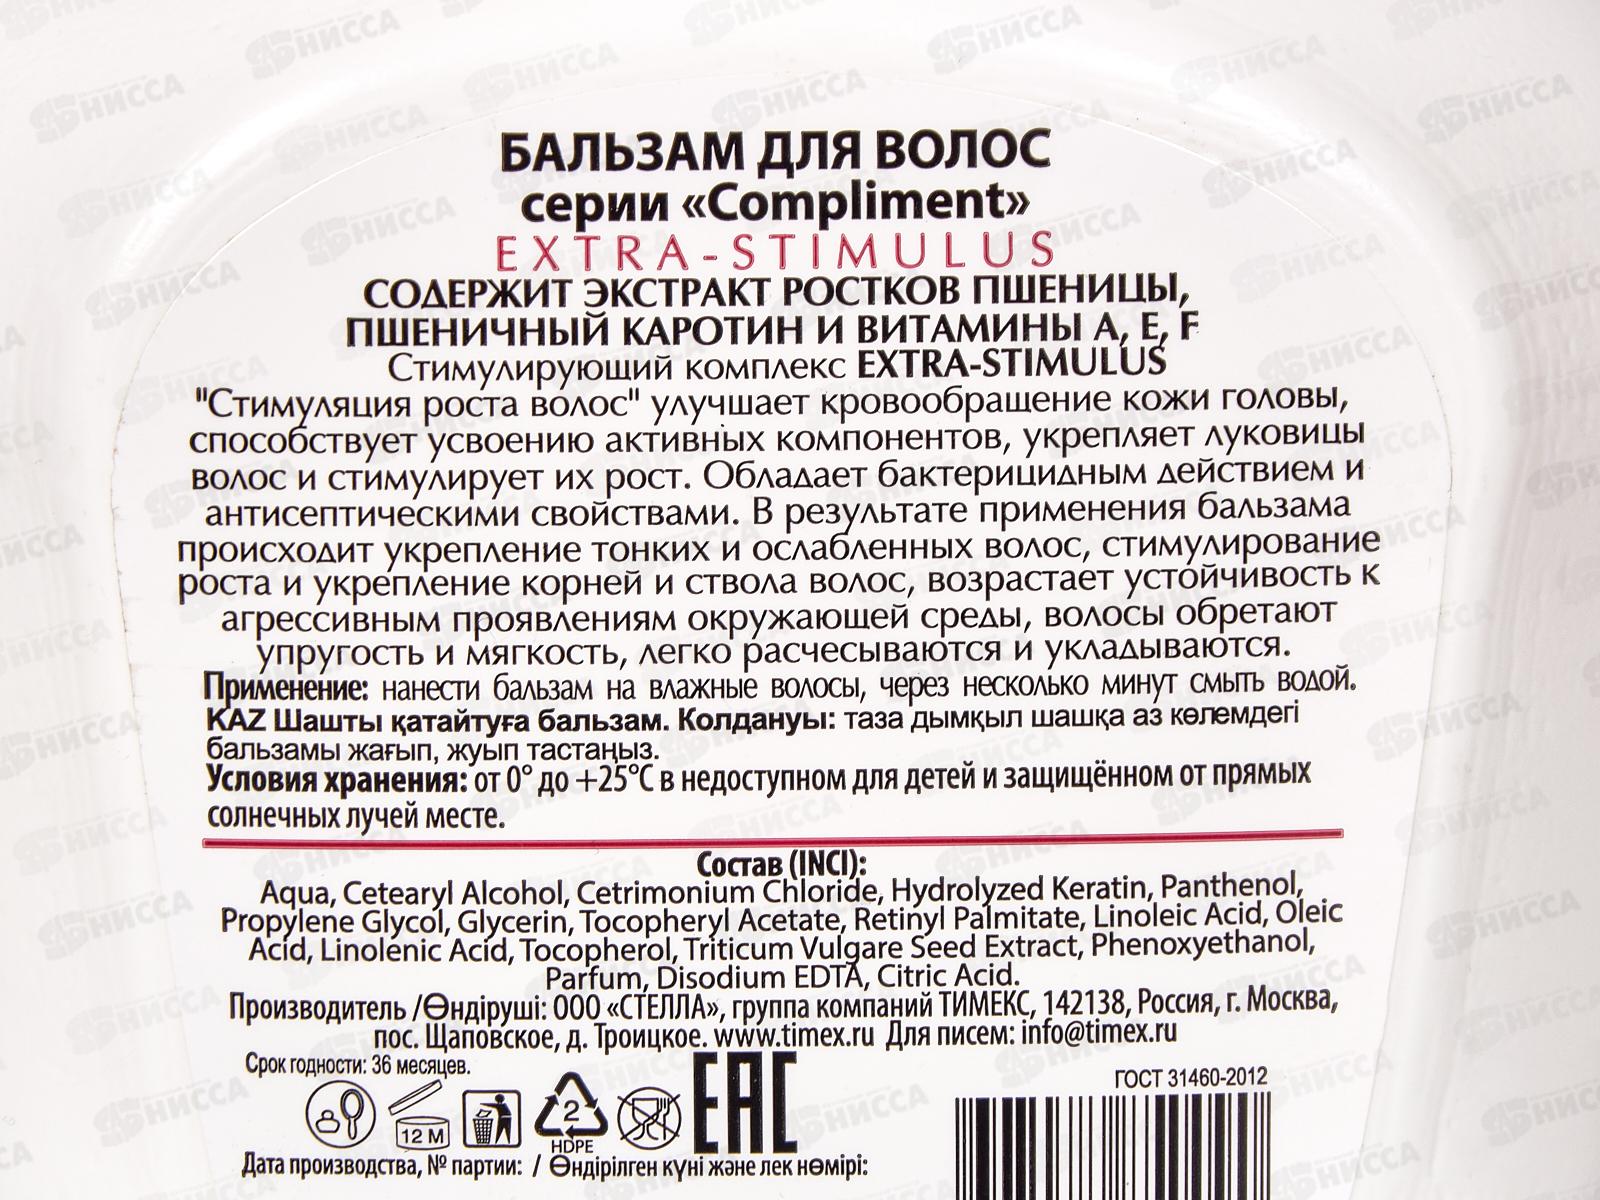 БАЛЬЗАМ ДЛЯ ВОЛОС
серии «Compliment»
EXTRA-STIMULUS
СОДЕРЖИТ ЭКСТРАКТ РОСТКОВ ПШЕНИЦЫ,
ПШЕНИЧНЫЙ КАРОТИН И ВИТАМИНЫ А, Е, F
Стимулирующий комплекс EXTRA-STIMULUS
"Стимуляция роста волос" улучшает кровообращение кожи головы,
способствует усвоению активных компонентов, укрепляет луковицы
волос и стимулирует их рост. Обладает бактерицидным действием и
антисептическими свойствами. В результате применения бальзама
происходит укрепление тонких и ослабленных волос, стимулирование
роста и укрепление корней и ствола волос, возрастает устойчивость к
агрессивным проявлениям окружающей среды, волосы обретают
упругость и мягкость, легко расчесываются и укладываются.
Применение: нанести бальзам на влажные волосы, через несколько минут смыть водой.
KAZ Шашты қатайтуға бальзам. Колдануы: таза дымқыл шашқа аз көлемдегі
бальзамы жағып, жуып тастаңыз.
Условия хранения: от 0° до +25°С в недоступном для детей и защищённом от прямых
солнечных лучей месте.
Состав (INCI):
Aqua, Cetearyl Alcohol, Cetrimonium Chloride, Hydrolyzed Keratin, Panthenol,
Propylene Glycol, Glycerin, Tocopheryl Acetate, Retinyl Palmitate, Linoleic Acid, Oleic
Acid, Linolenic Acid, Tocopherol, Triticum Vulgare Seed Extract, Phenoxyethanol,
Parfum, Disodium EDTA, Citric Acid.
Производитель /Өндіруші: ООО «СТЕЛЛА», группа компаний ТИМЕКС, 142138, Россия, г. Москва,
пос. Щаповское, д. Троицкое. www.timex.ru Для писем: info@timex.ru
Срок годности: 36 месяцев.
ГОСТ 31460-2012
12 М
2
HDPE
ЕАС
Дата производства, № партии: / Өндірілген күні және лек нөмірі:
НИССА